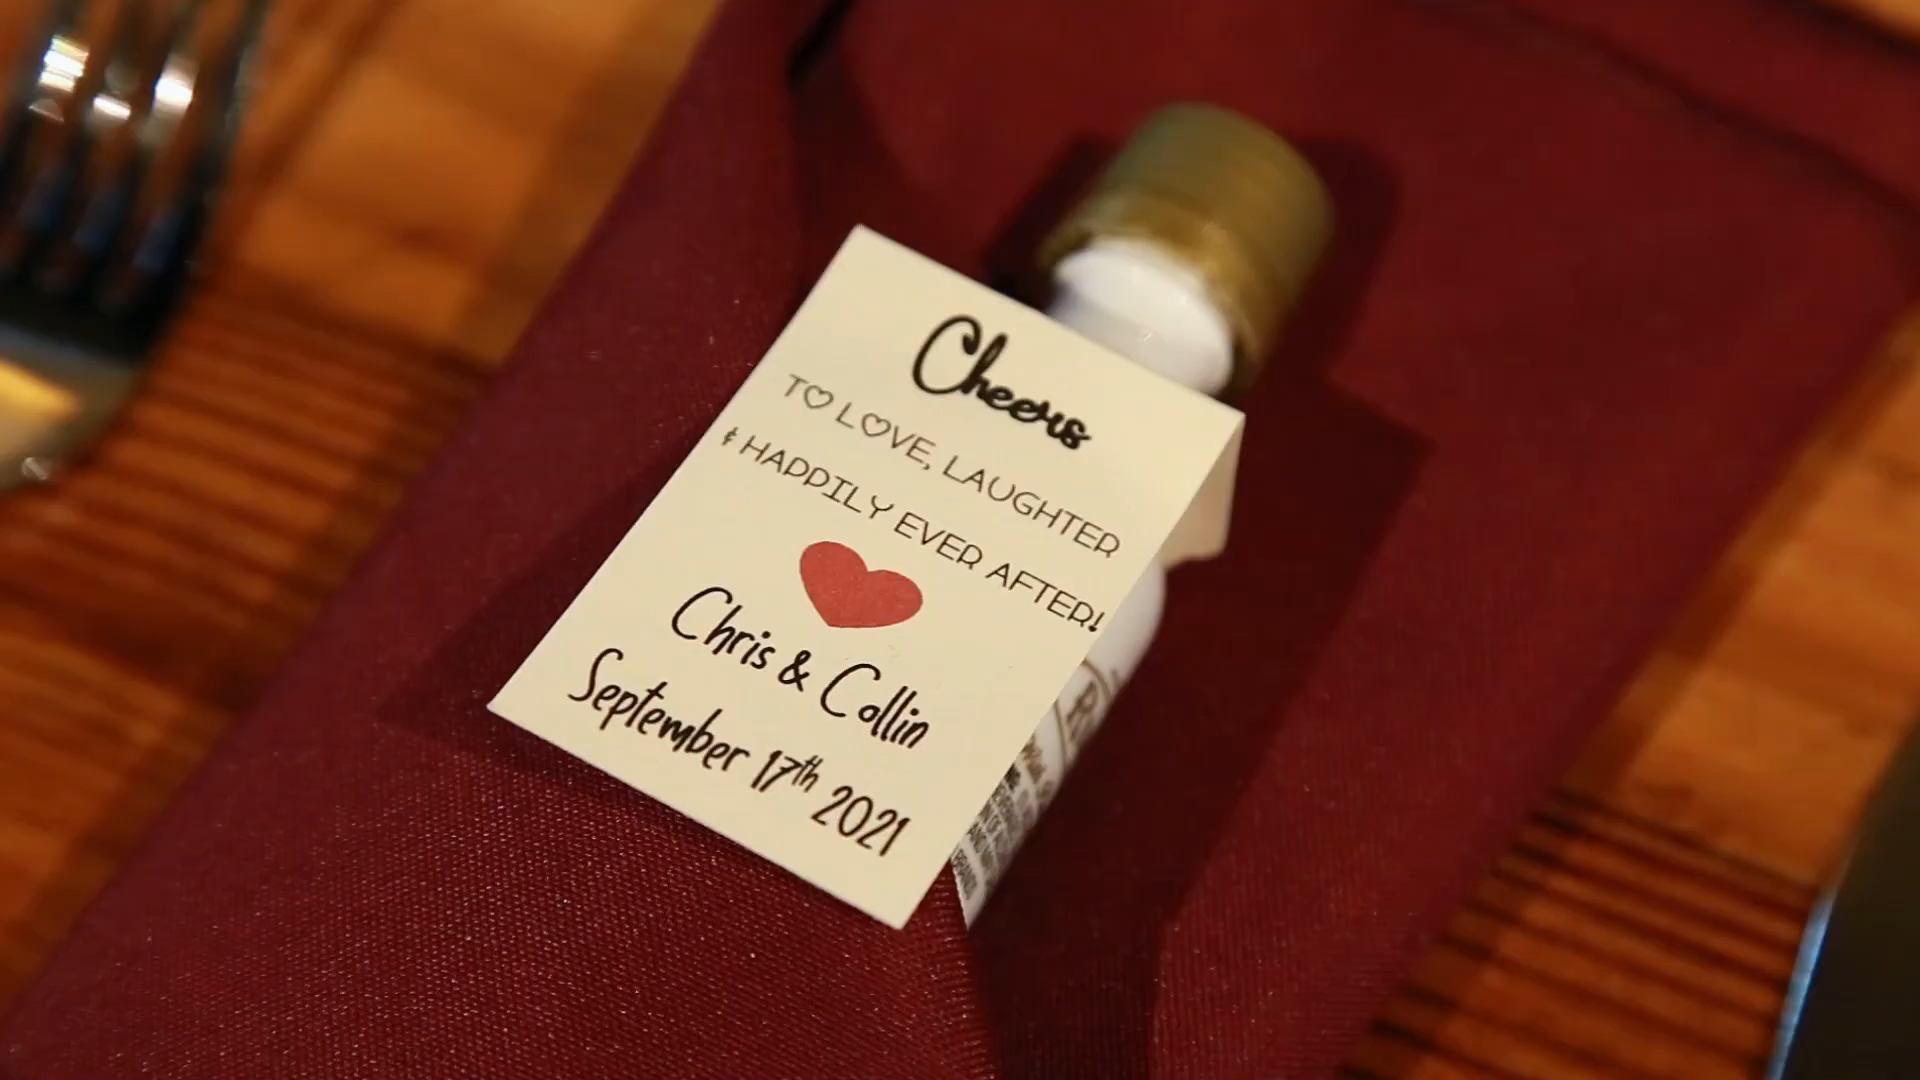 Cheers
TO LOVE, LAUGHTER
& HAPPILY EVER AFTER!
Chris & Collin
September 17th 2021